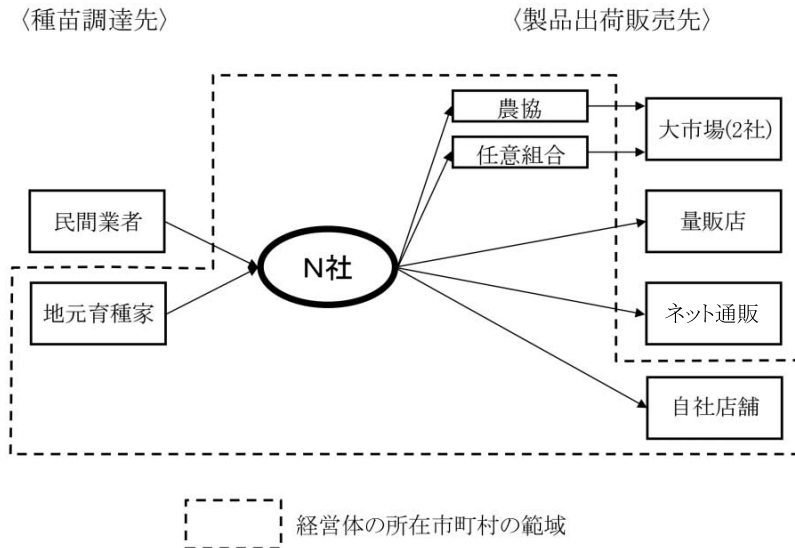 〈種苗調達先〉
〈製品出荷販売先〉
農協
任意組合
大市場(2社)
民間業者
量販店
N社
地元育種家
ネット通販
自社店舗
経営体の所在市町村の範域